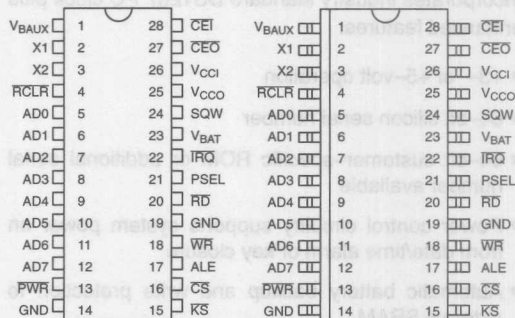 VBAUX 1 28 CEI
X1 2 27 CEO
X2 3 26 VCCI
RCLR 4 25 VCCO
AD0 5 24 SQW
AD1 6 23 VBAT
AD2 7 22 IRQ
AD3 8 21 PSEL
AD4 9 20 RD
AD5 10 19 GND
AD6 11 18 WR
AD7 12 17 ALE
PWR 13 16 CS
GND 14 15 KS
VBAUX 1 28 CEI
X1 2 27 CEO
X2 3 26 VCCI
RCLR 4 25 VCCO
AD0 5 24 SQW
AD1 6 23 VBAT
AD2 7 22 IRQ
AD3 8 21 PSEL
AD4 9 20 RD
AD5 10 19 GND
AD6 11 18 WR
AD7 12 17 ALE
PWR 13 16 CS
GND 14 15 KS